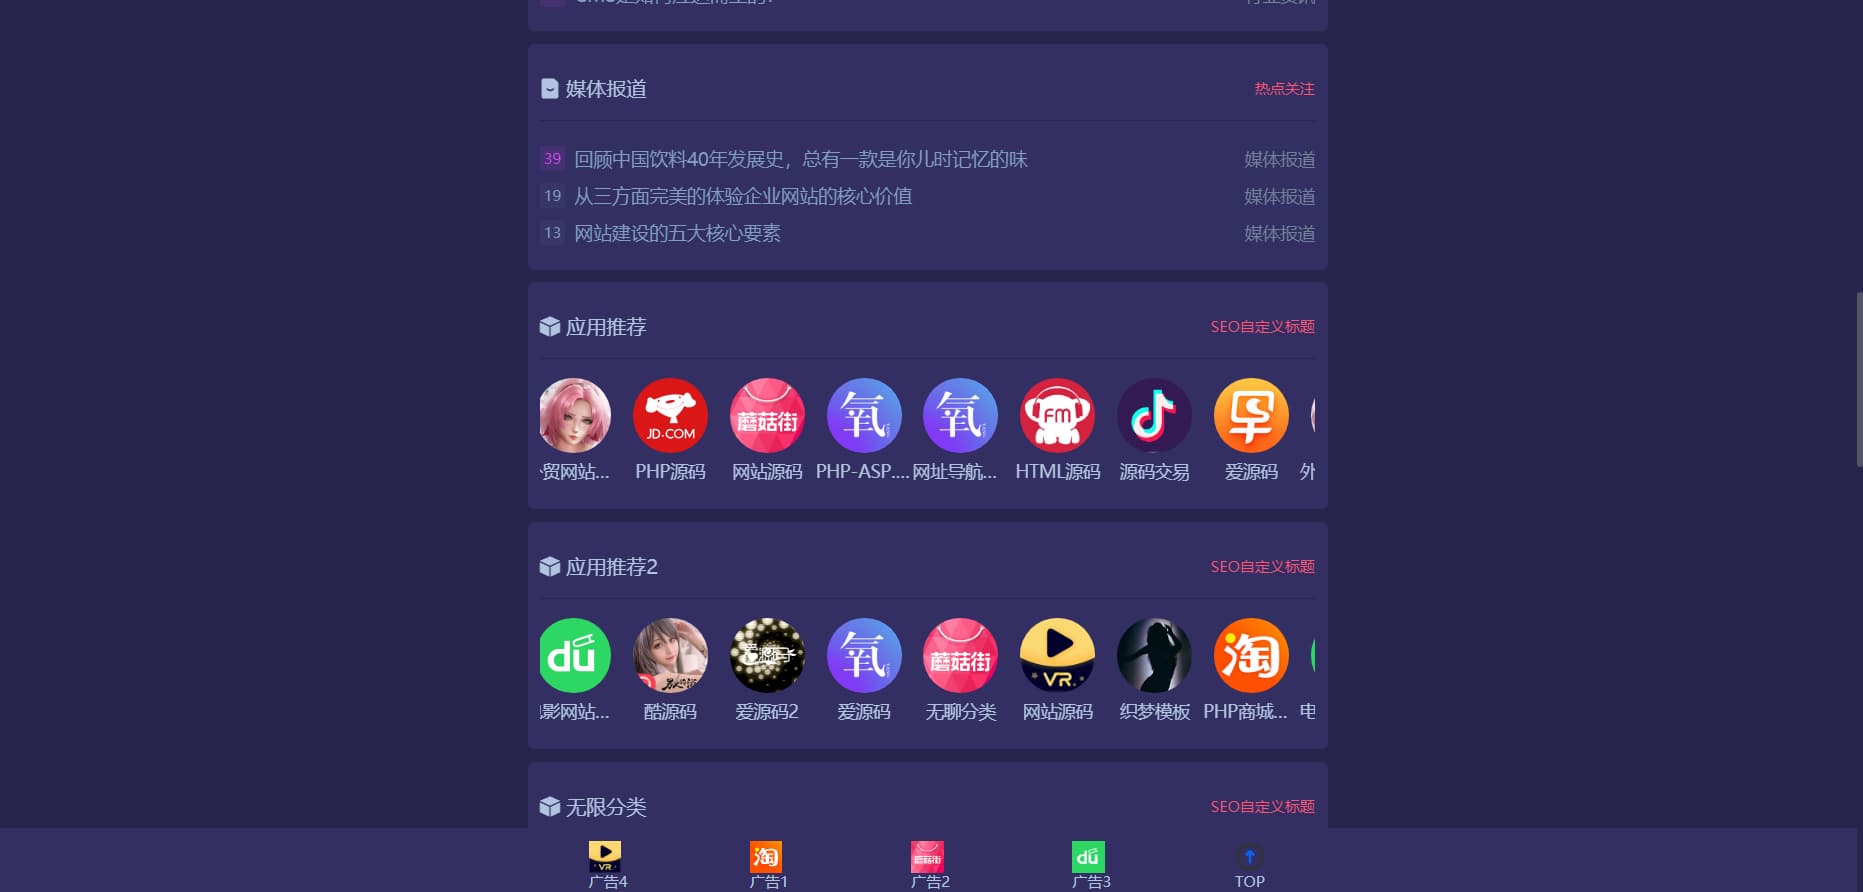 媒体报道
热点关注
39 回顾中国饮料40年发展史，总有一款是你儿时记忆的味 媒体报道
19 从三方面完美的体验企业网站的核心价值 媒体报道
13 网站建设的五大核心要素 媒体报道
应用推荐
SEO自定义标题
JD.COM
蘑菇街
氧
氧
FM
早
贸网站... PHP源码 网站源码 PHP-ASP.... 网址导航... HTML源码 源码交易 爱源码 外
应用推荐2
SEO自定义标题
dú
氧
蘑菇街
VR
淘
影网站... 酷源码 爱源码2 爱源码 无聊分类 网站源码 织梦模板 PHP商城... 电
无限分类
SEO自定义标题
VR
淘
蘑菇街
dú
广告4 广告1 广告2 广告3 TOP